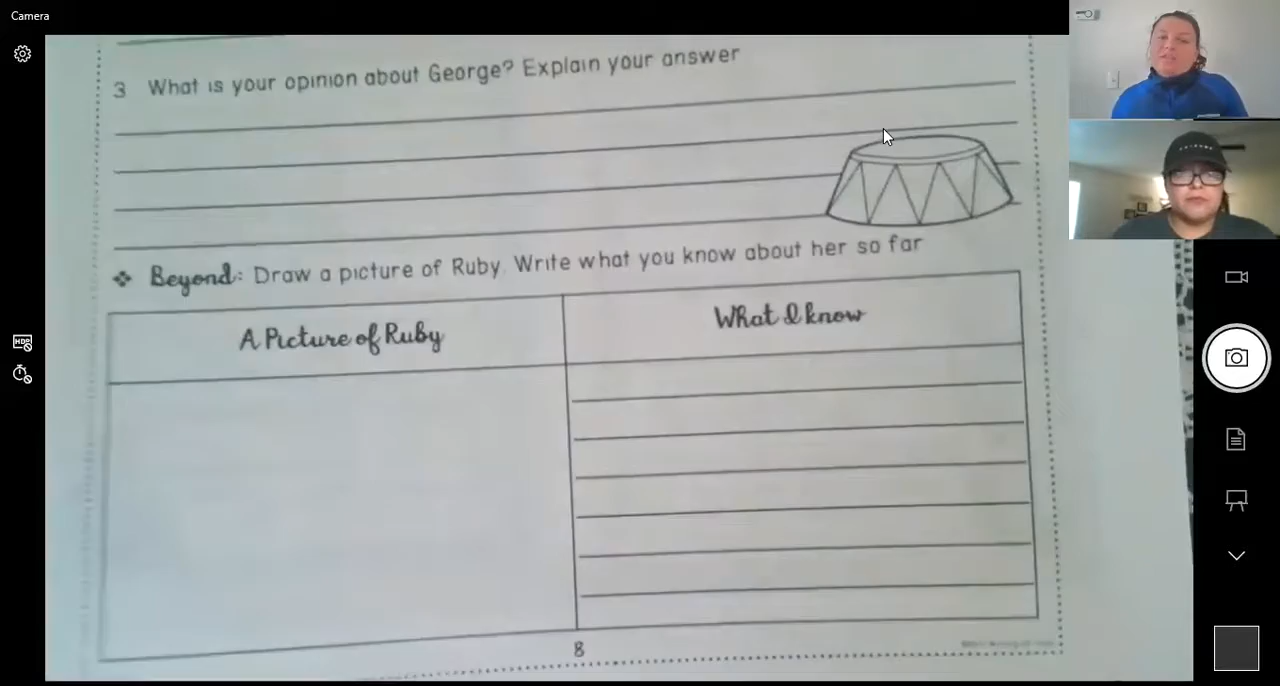 Camera
3 What is your opinion about George? Explain your answer
❖ Beyond: Draw a picture of Ruby. Write what you know about her so far
A Picture of Ruby
What I know
8